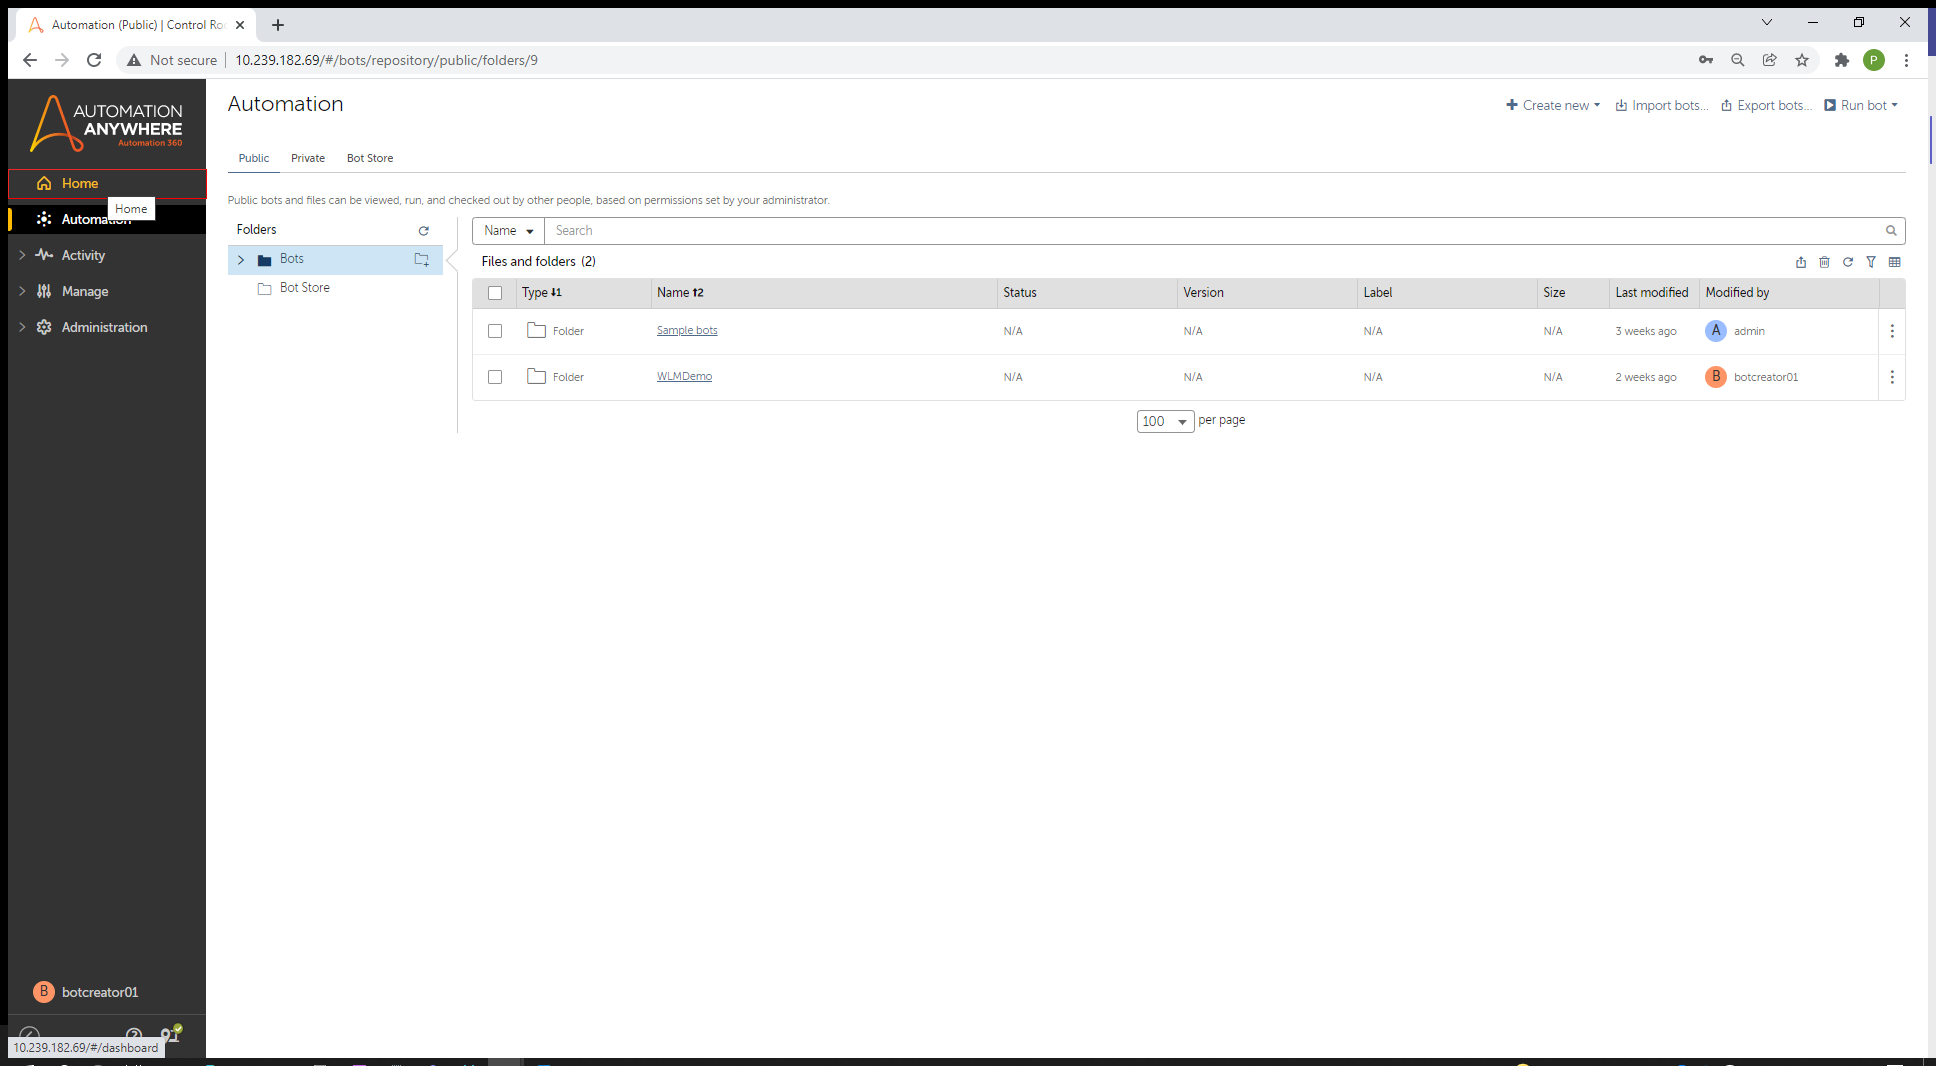 Automation (Public) | Control Roo
Not secure
10.239.182.69/#/bots/repository/public/folders/9
P
AUTOMATION
ANYWHERE
Automation 360
Home
Home
Automation
Activity
Manage
Administration
B botcreator01
10.239.182.69/#/dashboard
Automation
Create new
Import bots...
Export bots...
Run bot
Public Private Bot Store
Public bots and files can be viewed, run, and checked out by other people, based on permissions set by your administrator.
Folders
Bots
Bot Store
Name Search
Files and folders (2)
Type 1 Name 2 Status Version Label Size Last modified Modified by
Folder Sample bots N/A N/A N/A N/A 3 weeks ago A admin
Folder WLMDemo N/A N/A N/A N/A 2 weeks ago B botcreator01
100 per page